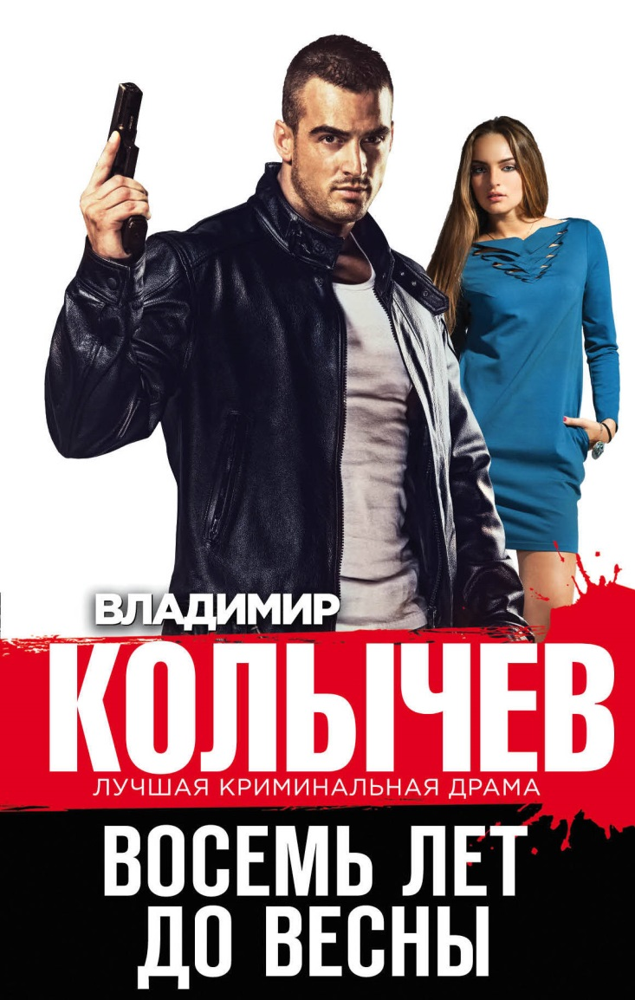 ВЛАДИМИР
КОЛЫЧЕВ
ЛУЧШАЯ КРИМИНАЛЬНАЯ ДРАМА
ВОСЕМЬ ЛЕТ
ДО ВЕСНЫ